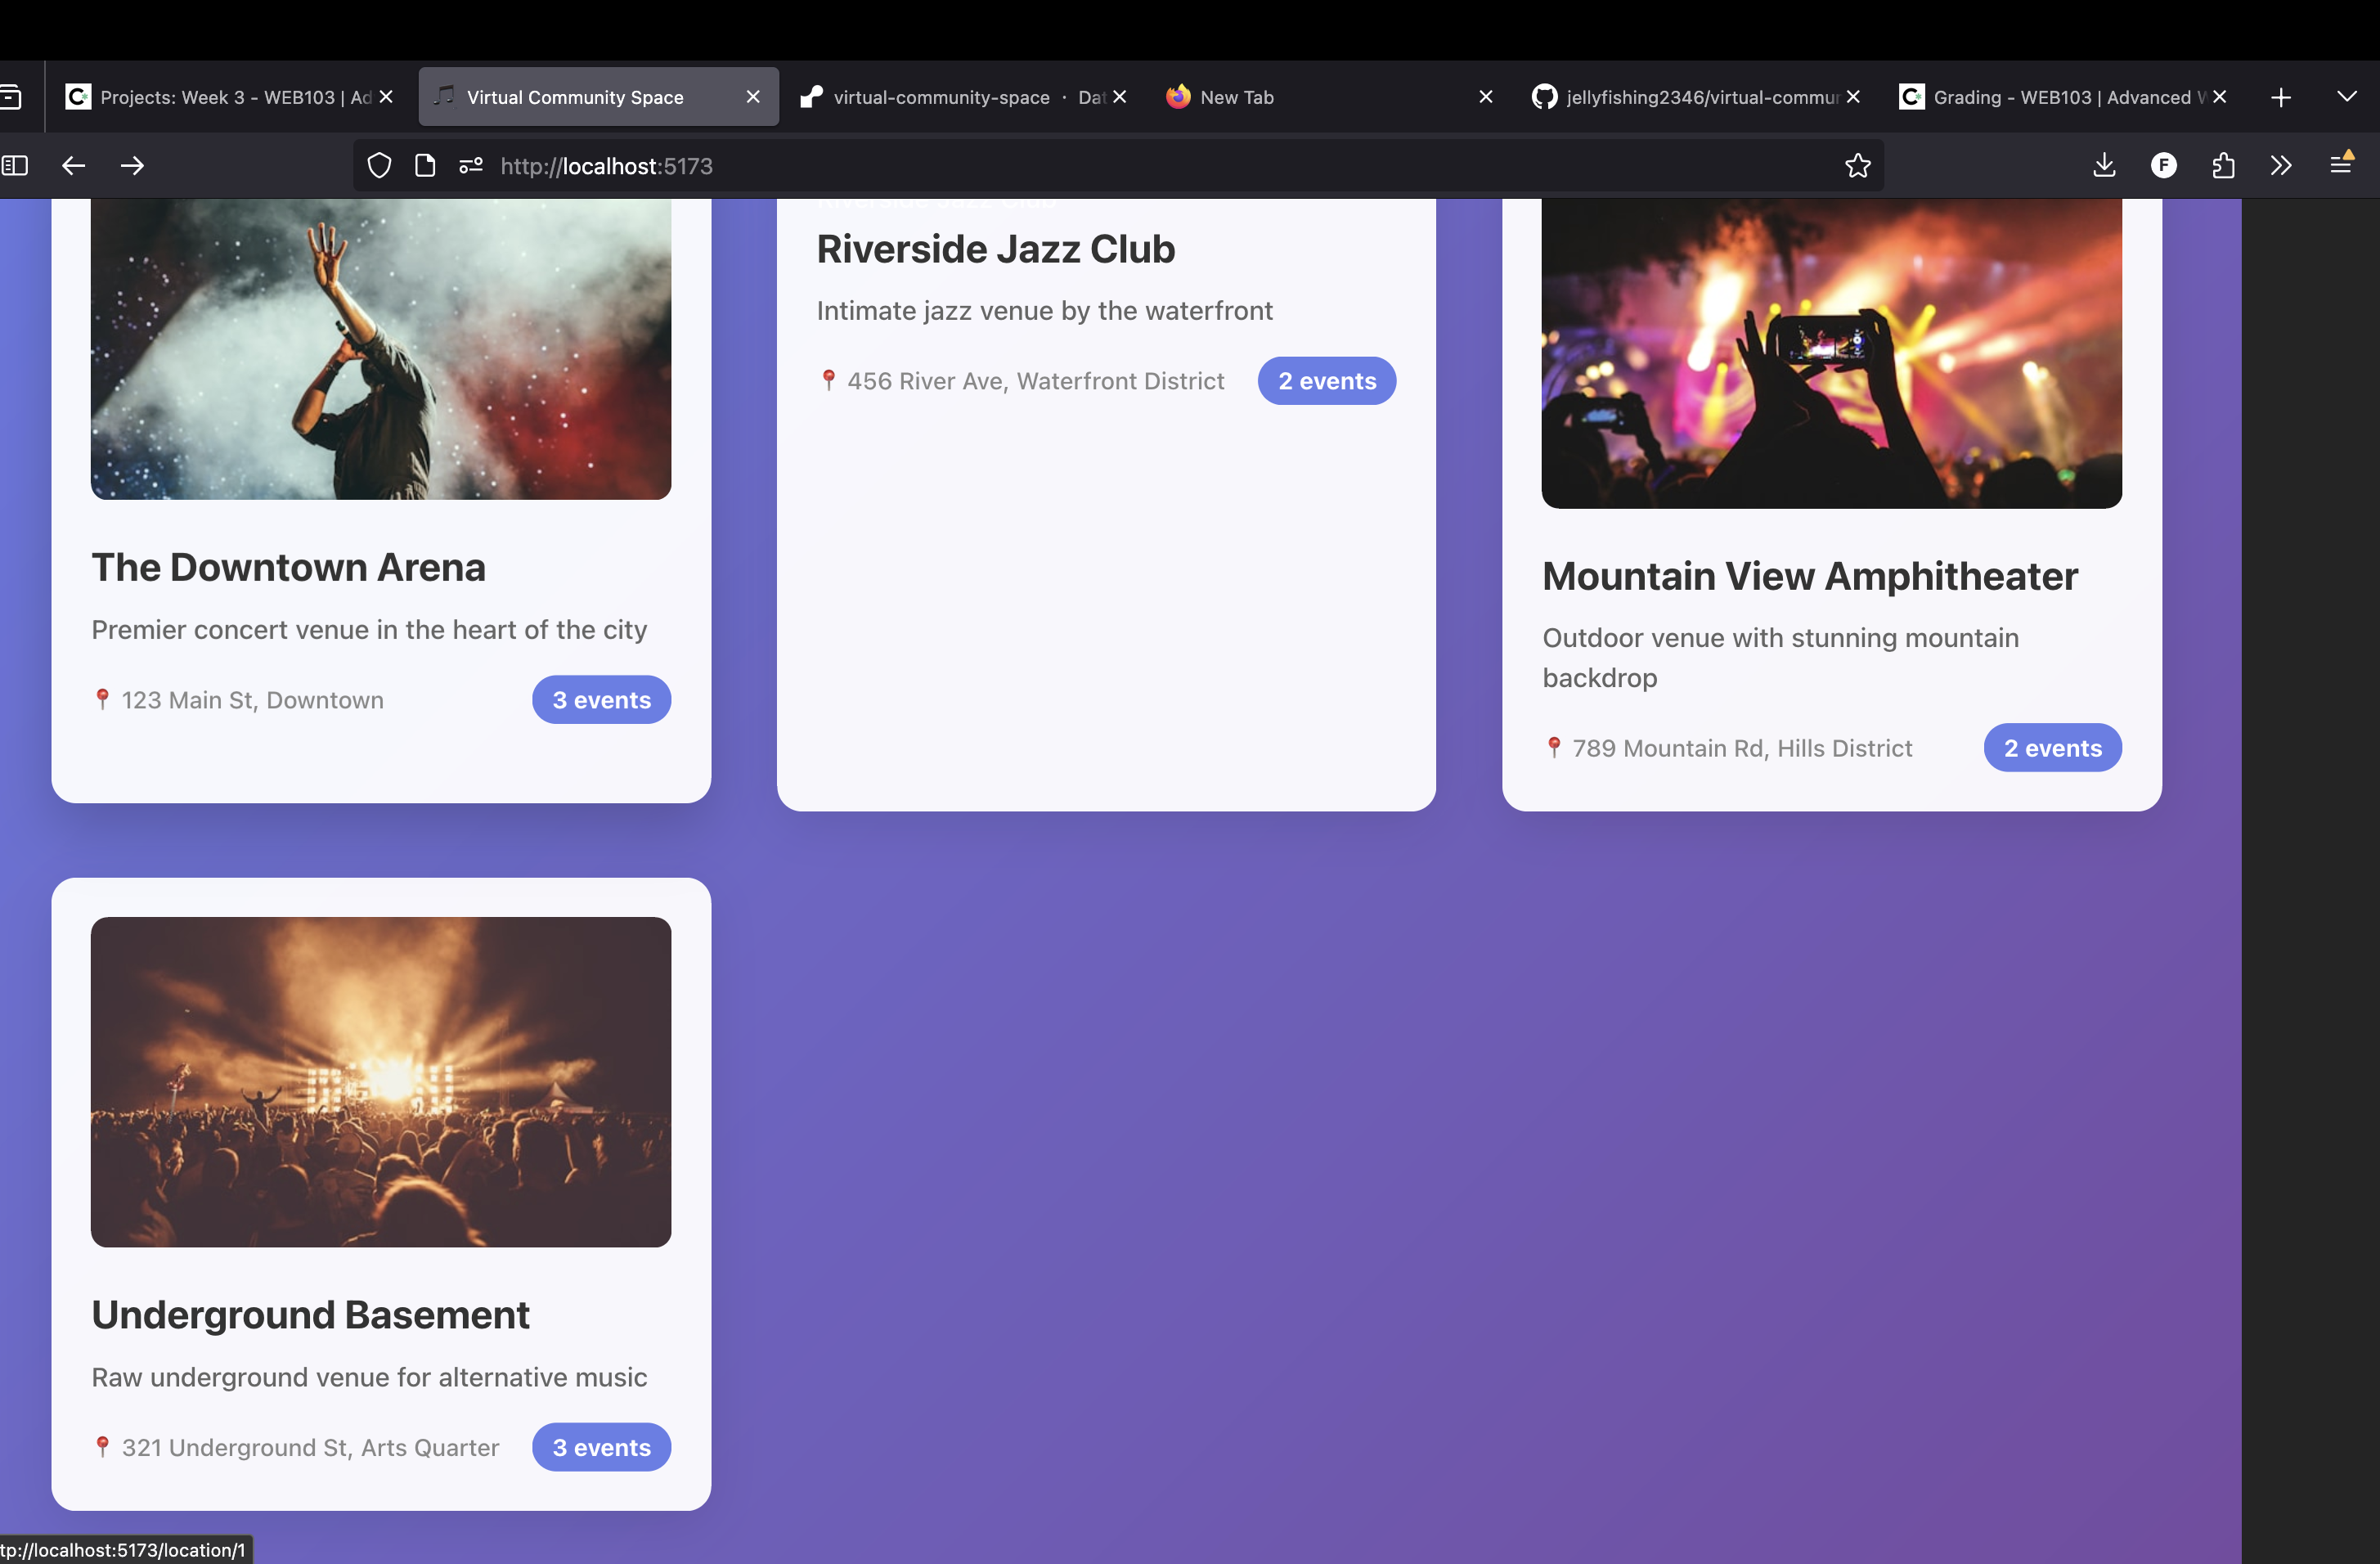 Projects: Week 3 - WEB103 | Ad
Virtual Community Space
virtual-community-space · Dat
New Tab
jellyfishing2346/virtual-commun
Grading - WEB103 | Advanced W
http://localhost:5173
F
Riverside Jazz Club
The Downtown Arena
Premier concert venue in the heart of the city
📍 123 Main St, Downtown
3 events
Riverside Jazz Club
Intimate jazz venue by the waterfront
📍 456 River Ave, Waterfront District
2 events
Mountain View Amphitheater
Outdoor venue with stunning mountain
backdrop
📍 789 Mountain Rd, Hills District
2 events
Underground Basement
Raw underground venue for alternative music
📍 321 Underground St, Arts Quarter
3 events
tp://localhost:5173/location/1